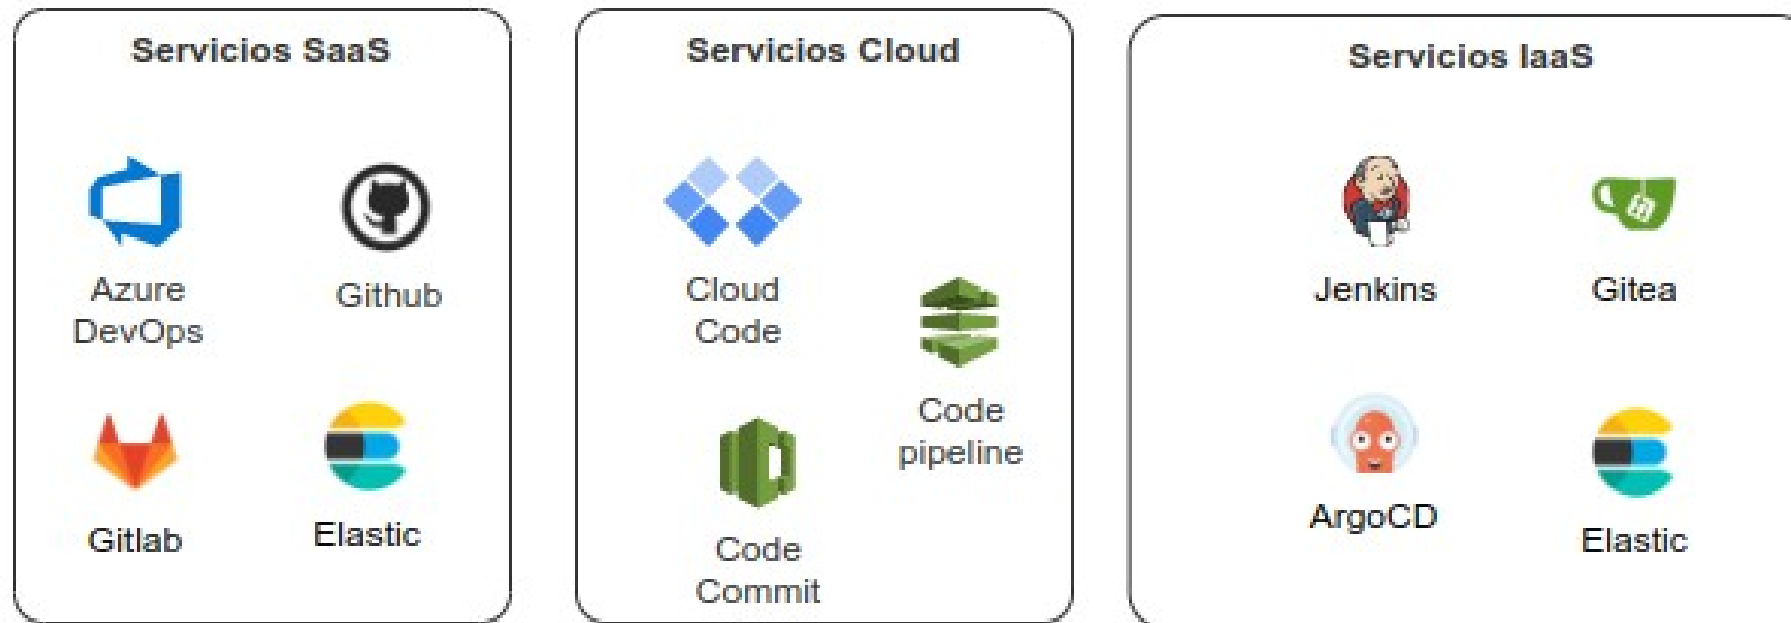 Servicios SaaS
Azure
DevOps
Github
Gitlab
Elastic
Servicios Cloud
Cloud
Code
Code
pipeline
Code
Commit
Servicios IaaS
Jenkins
Gitea
ArgoCD
Elastic